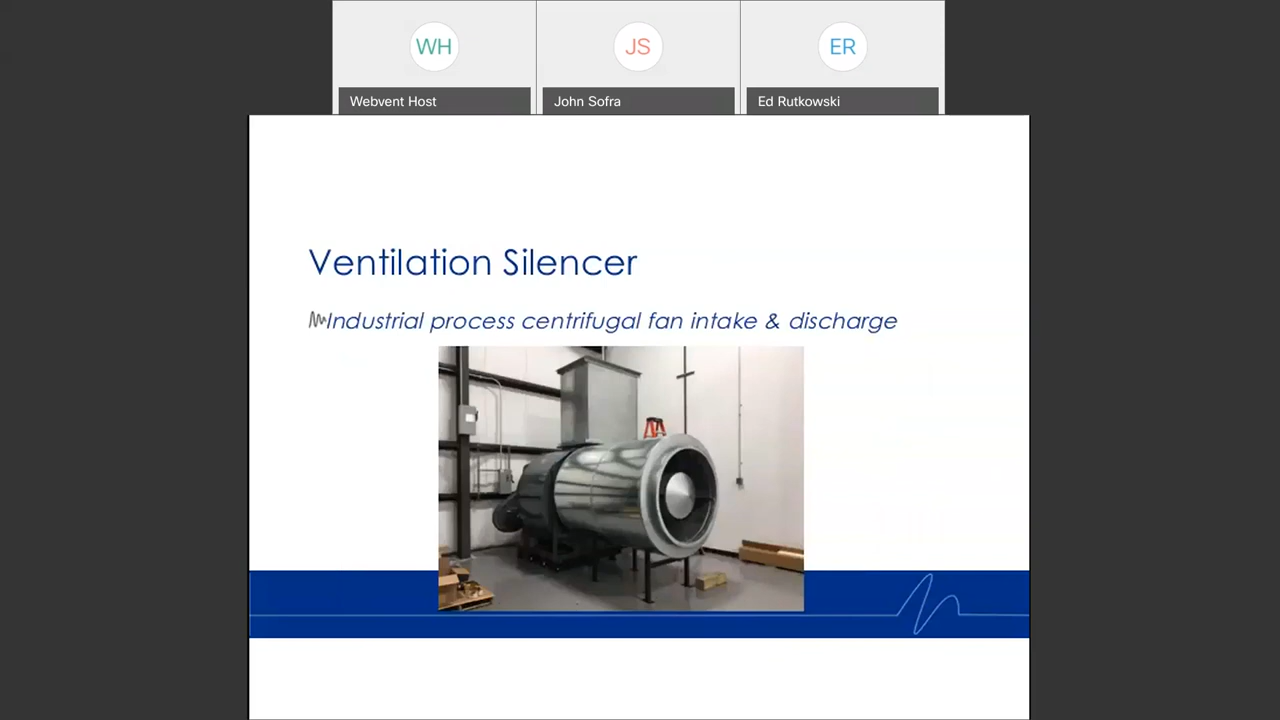 WH
JS
ER
Webvent Host
John Sofra
Ed Rutkowski
Ventilation Silencer
Industrial process centrifugal fan intake & discharge